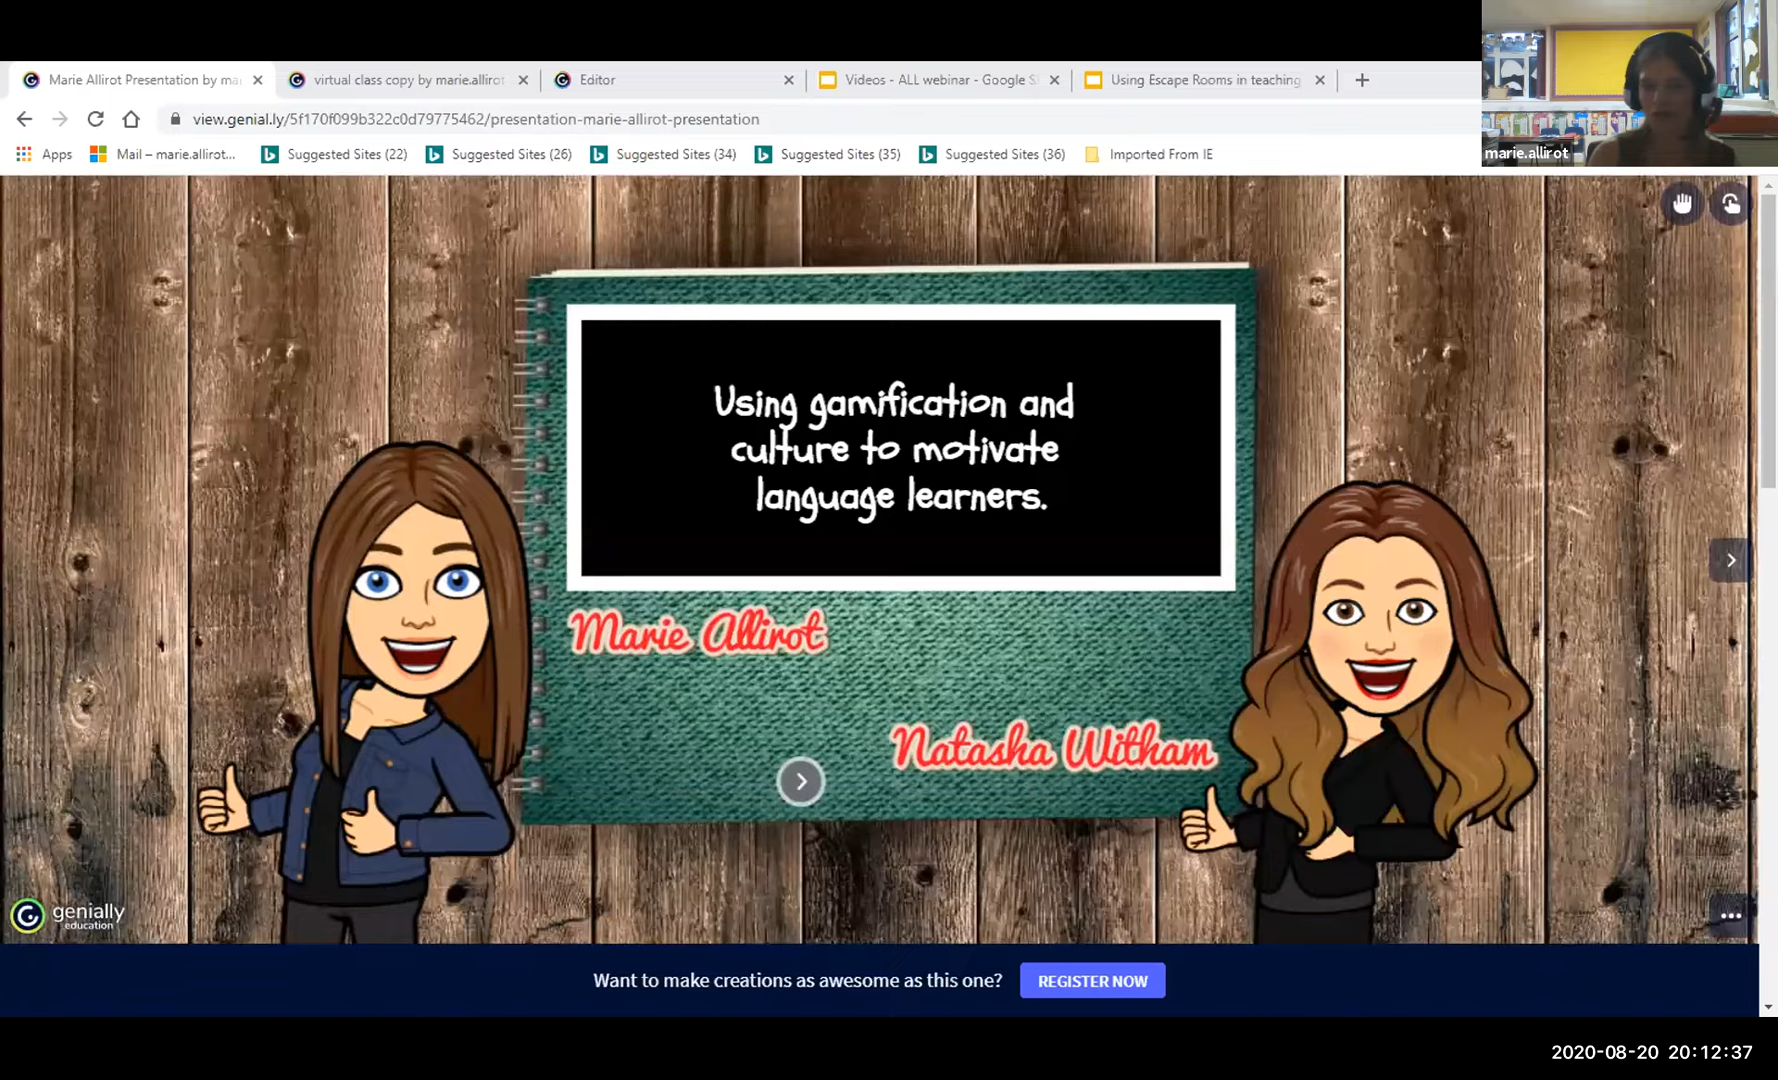 Marie Allirot Presentation by ma
virtual class copy by marie.allirot
Editor
Videos - ALL webinar - Google S
Using Escape Rooms in teaching
view.genial.ly/5f170f099b322c0d79775462/presentation-marie-allirot-presentation
Apps
Mail – marie.allirot...
Suggested Sites (22)
Suggested Sites (26)
Suggested Sites (34)
Suggested Sites (35)
Suggested Sites (36)
Imported From IE
marie.allirot
Using gamification and
culture to motivate
language learners.
Marie Allirot
Natasha Witham
genially
education
Want to make creations as awesome as this one?
REGISTER NOW
2020-08-20 20:12:37